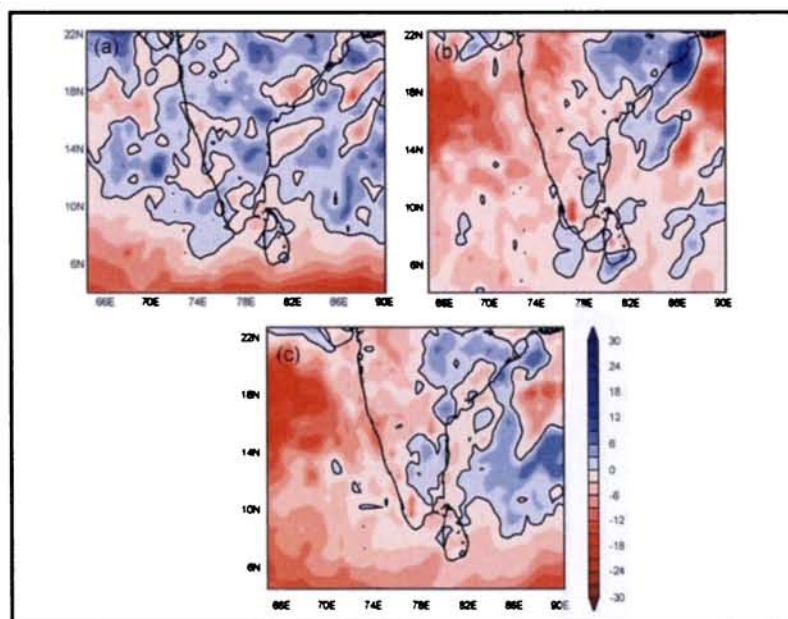 (a)
22N
18N
14N
10N
6N
66E 70E 74E 78E 82E 86E 90E
(b)
22N
18N
14N
10N
6N
66E 70E 74E 78E 82E 86E 90E
(c)
22N
18N
14N
10N
6N
66E 70E 74E 78E 82E 86E 90E
30
24
18
12
6
0
-6
-12
-18
-24
-30